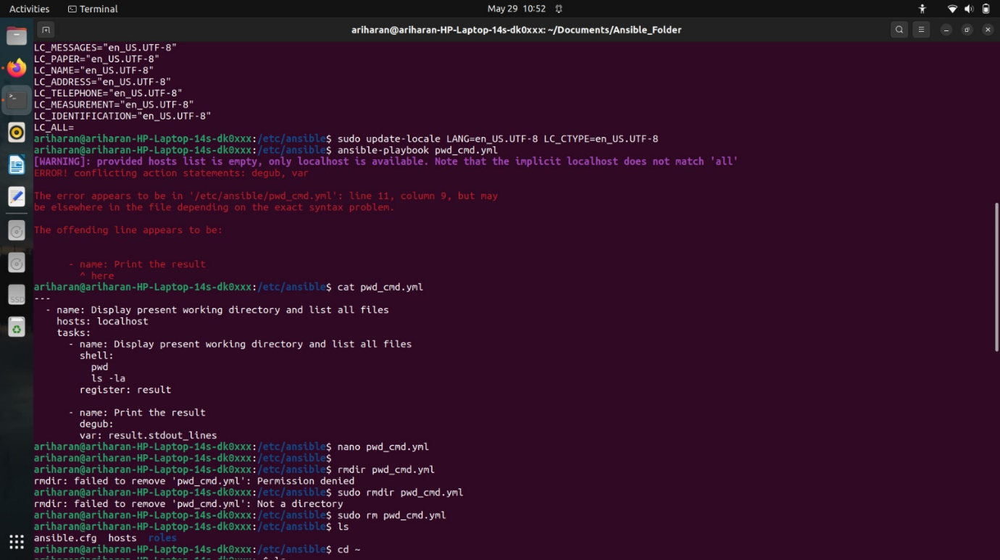 Activities
Terminal
May 29 10:52
ariharan@ariharan-HP-Laptop-14s-dk0xxx: ~/Documents/Ansible_Folder
LC_MESSAGES="en_US.UTF-8"
LC_PAPER="en_US.UTF-8"
LC_NAME="en_US.UTF-8"
LC_ADDRESS="en_US.UTF-8"
LC_TELEPHONE="en_US.UTF-8"
LC_MEASUREMENT="en_US.UTF-8"
LC_IDENTIFICATION="en_US.UTF-8"
LC_ALL=
ariharan@ariharan-HP-Laptop-14s-dk0xxx:/etc/ansible$ sudo update-locale LANG=en_US.UTF-8 LC_CTYPE=en_US.UTF-8
ariharan@ariharan-HP-Laptop-14s-dk0xxx:/etc/ansible$ ansible-playbook pwd_cmd.yml
[WARNING]: provided hosts list is empty, only localhost is available. Note that the implicit localhost does not match 'all'
ERROR! conflicting action statements: degub, var
The error appears to be in '/etc/ansible/pwd_cmd.yml': line 11, column 9, but may
be elsewhere in the file depending on the exact syntax problem.
The offending line appears to be:
- name: Print the result
^ here
ariharan@ariharan-HP-Laptop-14s-dk0xxx:/etc/ansible$ cat pwd_cmd.yml
---
- name: Display present working directory and list all files
hosts: localhost
tasks:
- name: Display present working directory and list all files
shell:
pwd
ls -la
register: result
- name: Print the result
degub:
var: result.stdout_lines
ariharan@ariharan-HP-Laptop-14s-dk0xxx:/etc/ansible$ nano pwd_cmd.yml
ariharan@ariharan-HP-Laptop-14s-dk0xxx:/etc/ansible$
ariharan@ariharan-HP-Laptop-14s-dk0xxx:/etc/ansible$ rmdir pwd_cmd.yml
rmdir: failed to remove 'pwd_cmd.yml': Permission denied
ariharan@ariharan-HP-Laptop-14s-dk0xxx:/etc/ansible$ sudo rmdir pwd_cmd.yml
rmdir: failed to remove 'pwd_cmd.yml': Not a directory
ariharan@ariharan-HP-Laptop-14s-dk0xxx:/etc/ansible$ sudo rm pwd_cmd.yml
ariharan@ariharan-HP-Laptop-14s-dk0xxx:/etc/ansible$ ls
ansible.cfg hosts roles
ariharan@ariharan-HP-Laptop-14s-dk0xxx:/etc/ansible$ cd ~